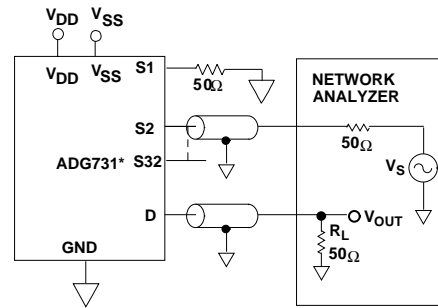 VDD VSS
VDD VSS
S1
50Ω
NETWORK
ANALYZER
S2
50Ω
ADG731* S32
VS
D
VOUT
RL
50Ω
GND